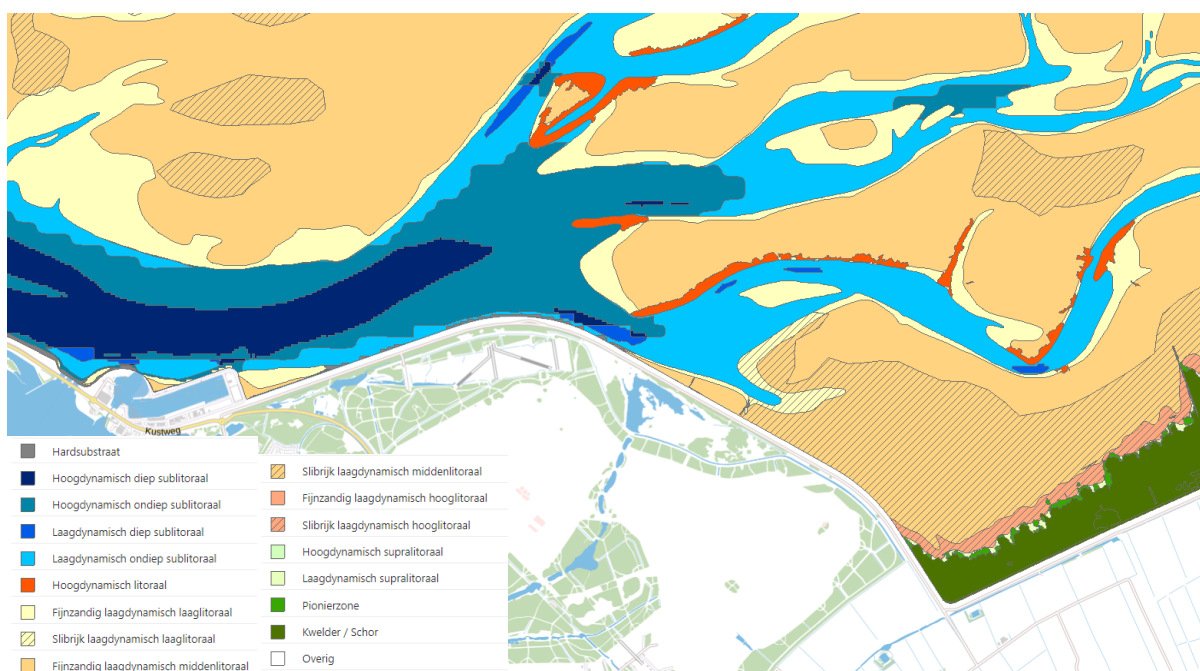 Kustweg
Hardsubstraat
Hoogdynamisch diep sublitoraal
Hoogdynamisch ondiep sublitoraal
Laagdynamisch diep sublitoraal
Laagdynamisch ondiep sublitoraal
Hoogdynamisch litoraal
Fijnzandig laagdynamisch laaglitoraal
Slibrijk laagdynamisch laaglitoraal
Fijnzandig laagdynamisch middenlitoraal
Slibrijk laagdynamisch middenlitoraal
Fijnzandig laagdynamisch hooglitoraal
Slibrijk laagdynamisch hooglitoraal
Hoogdynamisch supralitoraal
Laagdynamisch supralitoraal
Pionierzone
Kwelder / Schor
Overig